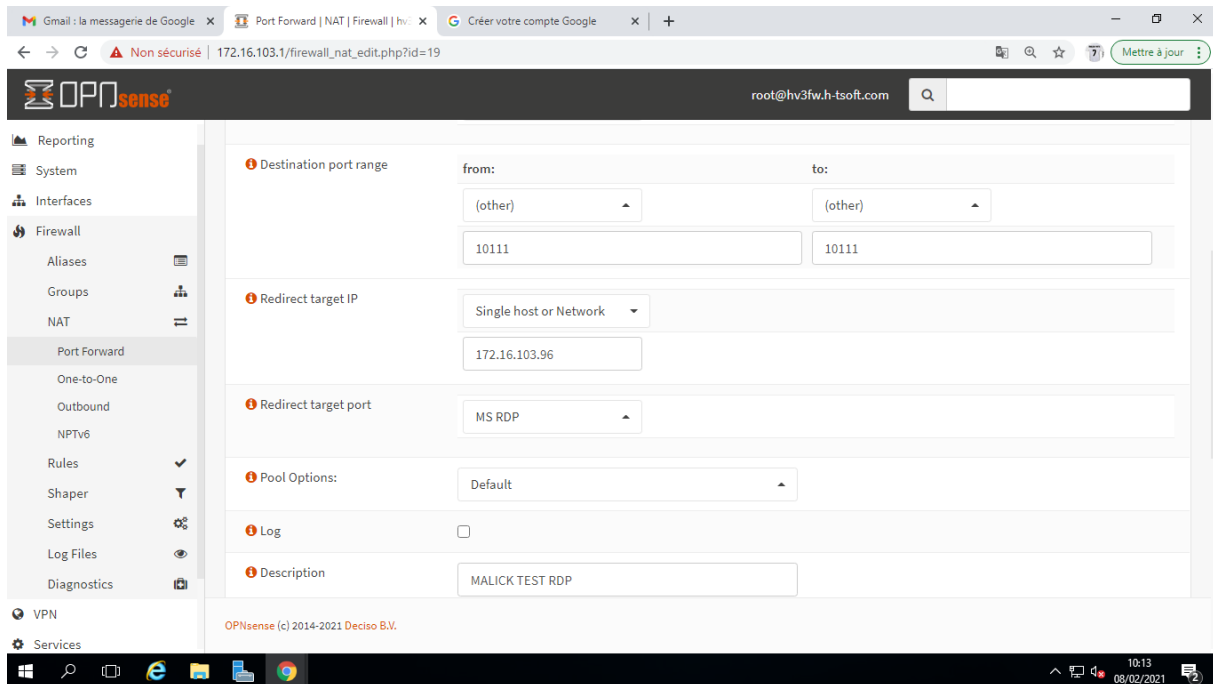 Gmail : la messagerie de Google
Port Forward | NAT | Firewall | hv3
Créer votre compte Google
Non sécurisé | 172.16.103.1/firewall_nat_edit.php?id=19
Mettre à jour
OPNsense
root@hv3fw.h-tsoft.com
Reporting
System
Interfaces
Firewall
Aliases
Groups
NAT
Port Forward
One-to-One
Outbound
NPTv6
Rules
Shaper
Settings
Log Files
Diagnostics
VPN
Services
Destination port range
from: to:
(other) (other)
10111 10111
Redirect target IP
Single host or Network
172.16.103.96
Redirect target port
MS RDP
Pool Options:
Default
Log
Description
MALICK TEST RDP
OPNsense (c) 2014-2021 Deciso B.V.
10:13
08/02/2021
2